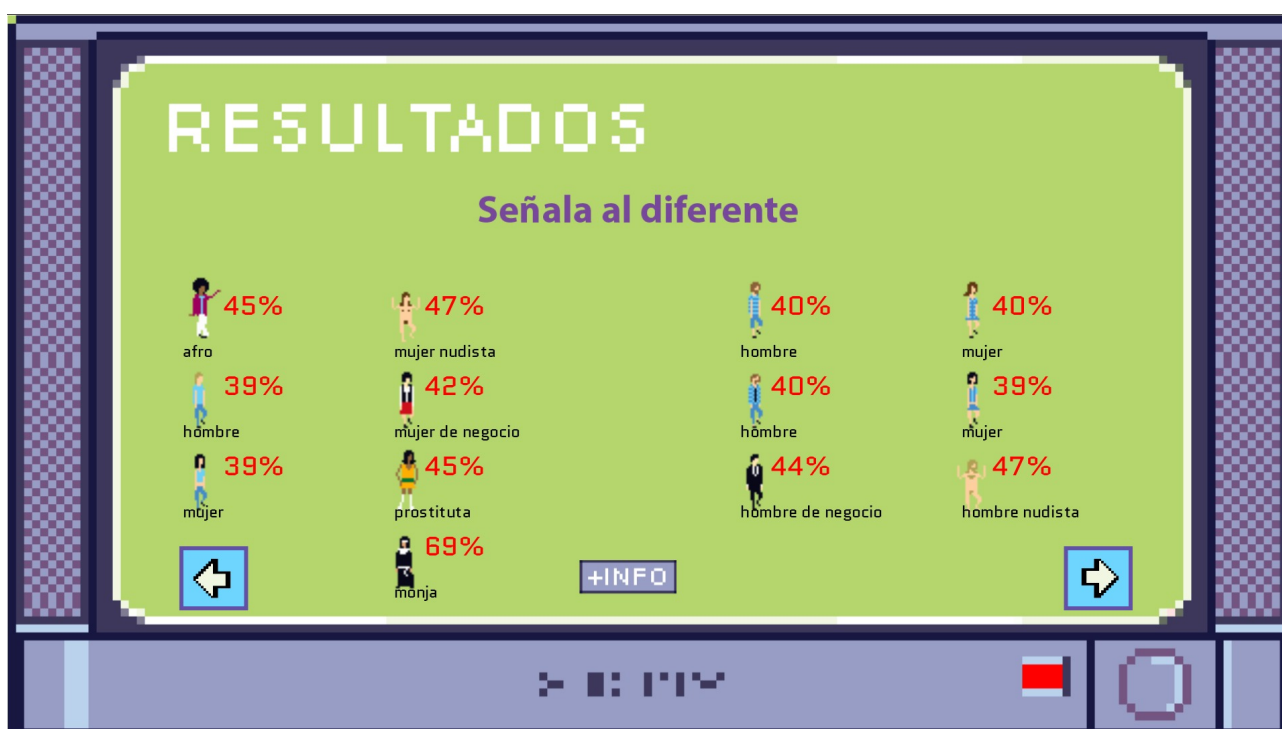 RESULTADOS
Señala al diferente
45% 47% 40% 40%
afro mujer nudista hombre mujer
39% 42% 40% 39%
hombre mujer de negocio hombre mujer
39% 45% 44% 47%
mujer prostituta hombre de negocio hombre nudista
69%
monja
+INFO